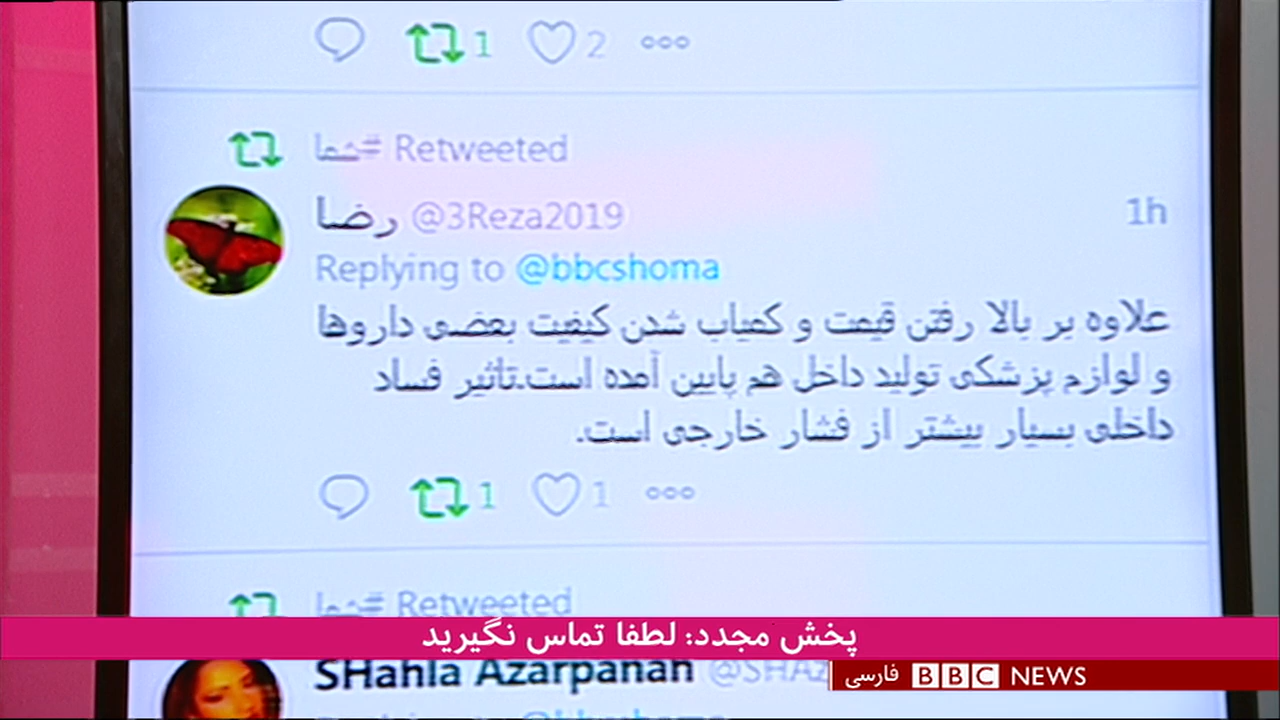 1 2
#شما Retweeted
رضا @3Reza2019 1h
Replying to @bbcshoma
علاوه بر بالا رفتن قیمت و کمیاب شدن کیفیت بعضی داروها
و لوازم پزشکی تولید داخل هم پایین آمده است.تاثیر فساد
داخلی بسیار بیشتر از فشار خارجی است.
1 1
#شما Retweeted
پخش مجدد: لطفا تماس نگیرید
SHahla Azarpanah
BBC NEWS فارسی